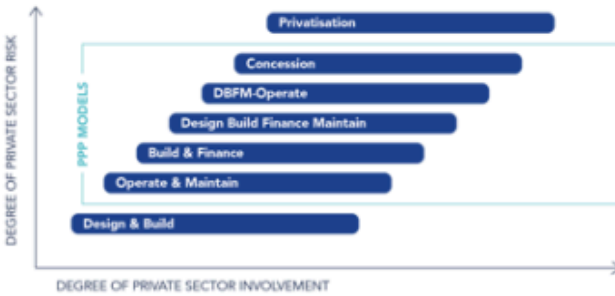 DEGREE OF PRIVATE SECTOR RISK
PPP MODELS
Privatisation
Concession
DBFM-Operate
Design Build Finance Maintain
Build & Finance
Operate & Maintain
Design & Build
DEGREE OF PRIVATE SECTOR INVOLVEMENT